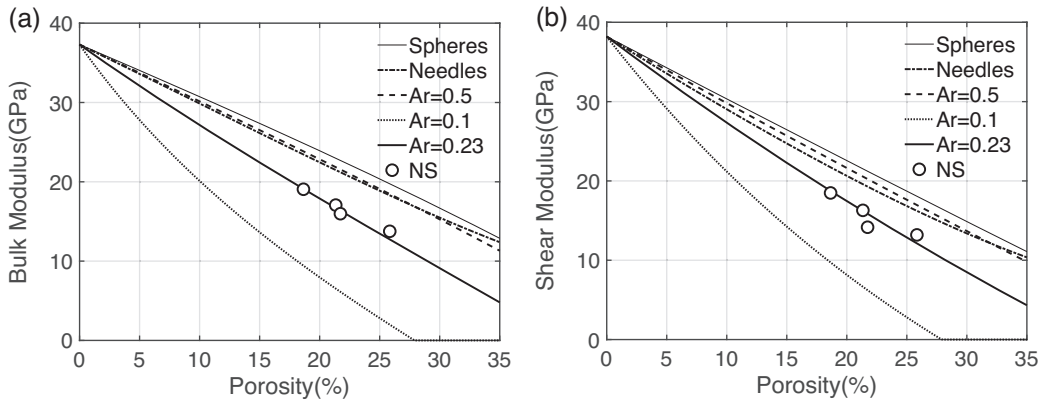 (a)
40
30
20
10
0
Bulk Modulus(GPa)
Spheres
Needles
Ar=0.5
Ar=0.1
Ar=0.23
NS
0 5 10 15 20 25 30 35
Porosity(%)
(b)
40
30
20
10
0
Shear Modulus(GPa)
Spheres
Needles
Ar=0.5
Ar=0.1
Ar=0.23
NS
0 5 10 15 20 25 30 35
Porosity(%)